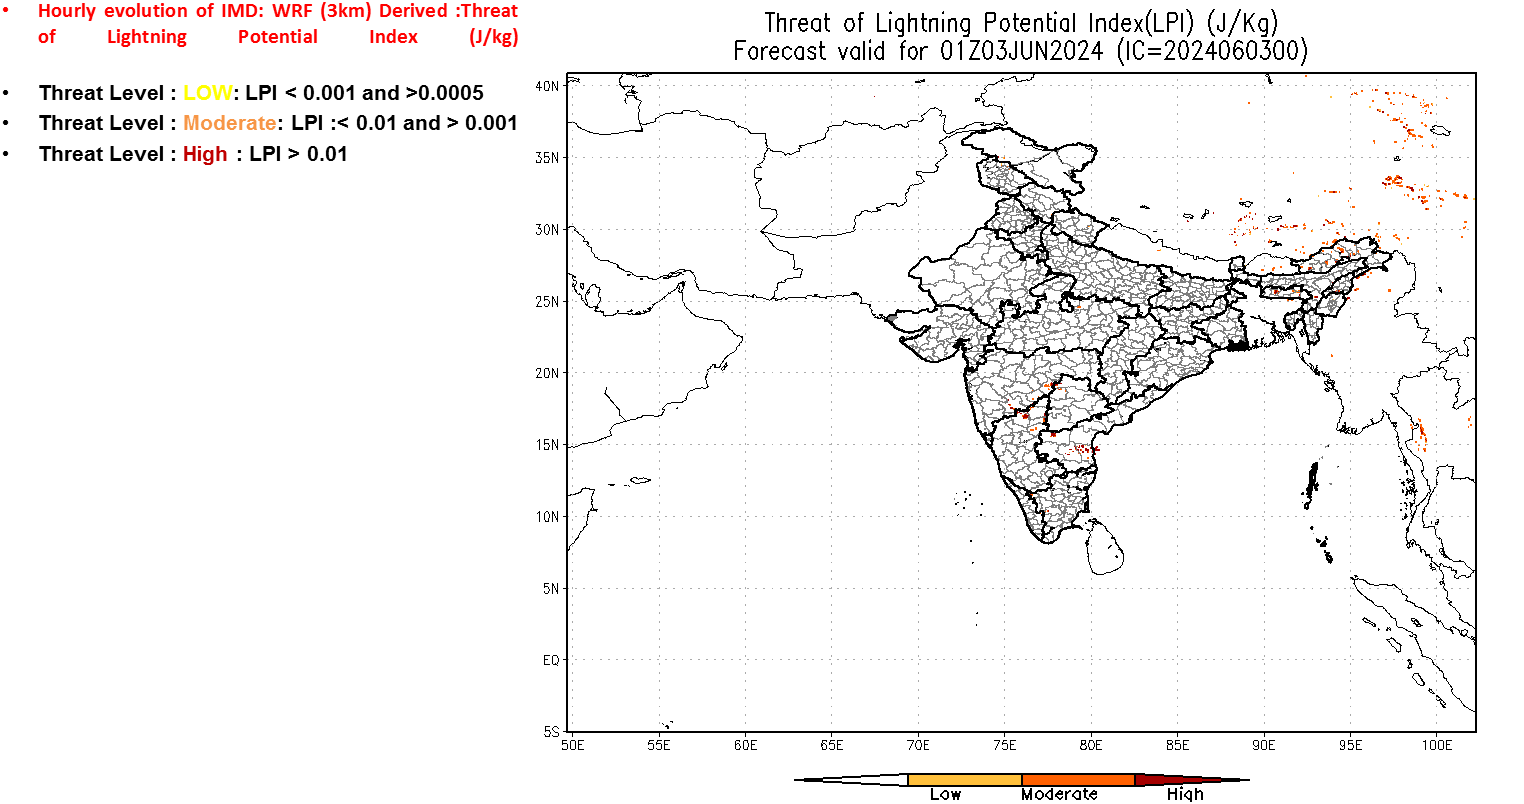 • Hourly evolution of IMD: WRF (3km) Derived :Threat
of Lightning Potential Index (J/kg)
• Threat Level : LOW: LPI < 0.001 and >0.0005
• Threat Level : Moderate: LPI :< 0.01 and > 0.001
• Threat Level : High : LPI > 0.01
Threat of Lightning Potential Index(LPI) (J/Kg)
Forecast valid for 01Z03JUN2024 (IC=2024060300)
40N
35N
30N
25N
20N
15N
10N
5N
EQ
5S
50E 55E 60E 65E 70E 75E 80E 85E 90E 95E 100E
Low Moderate High